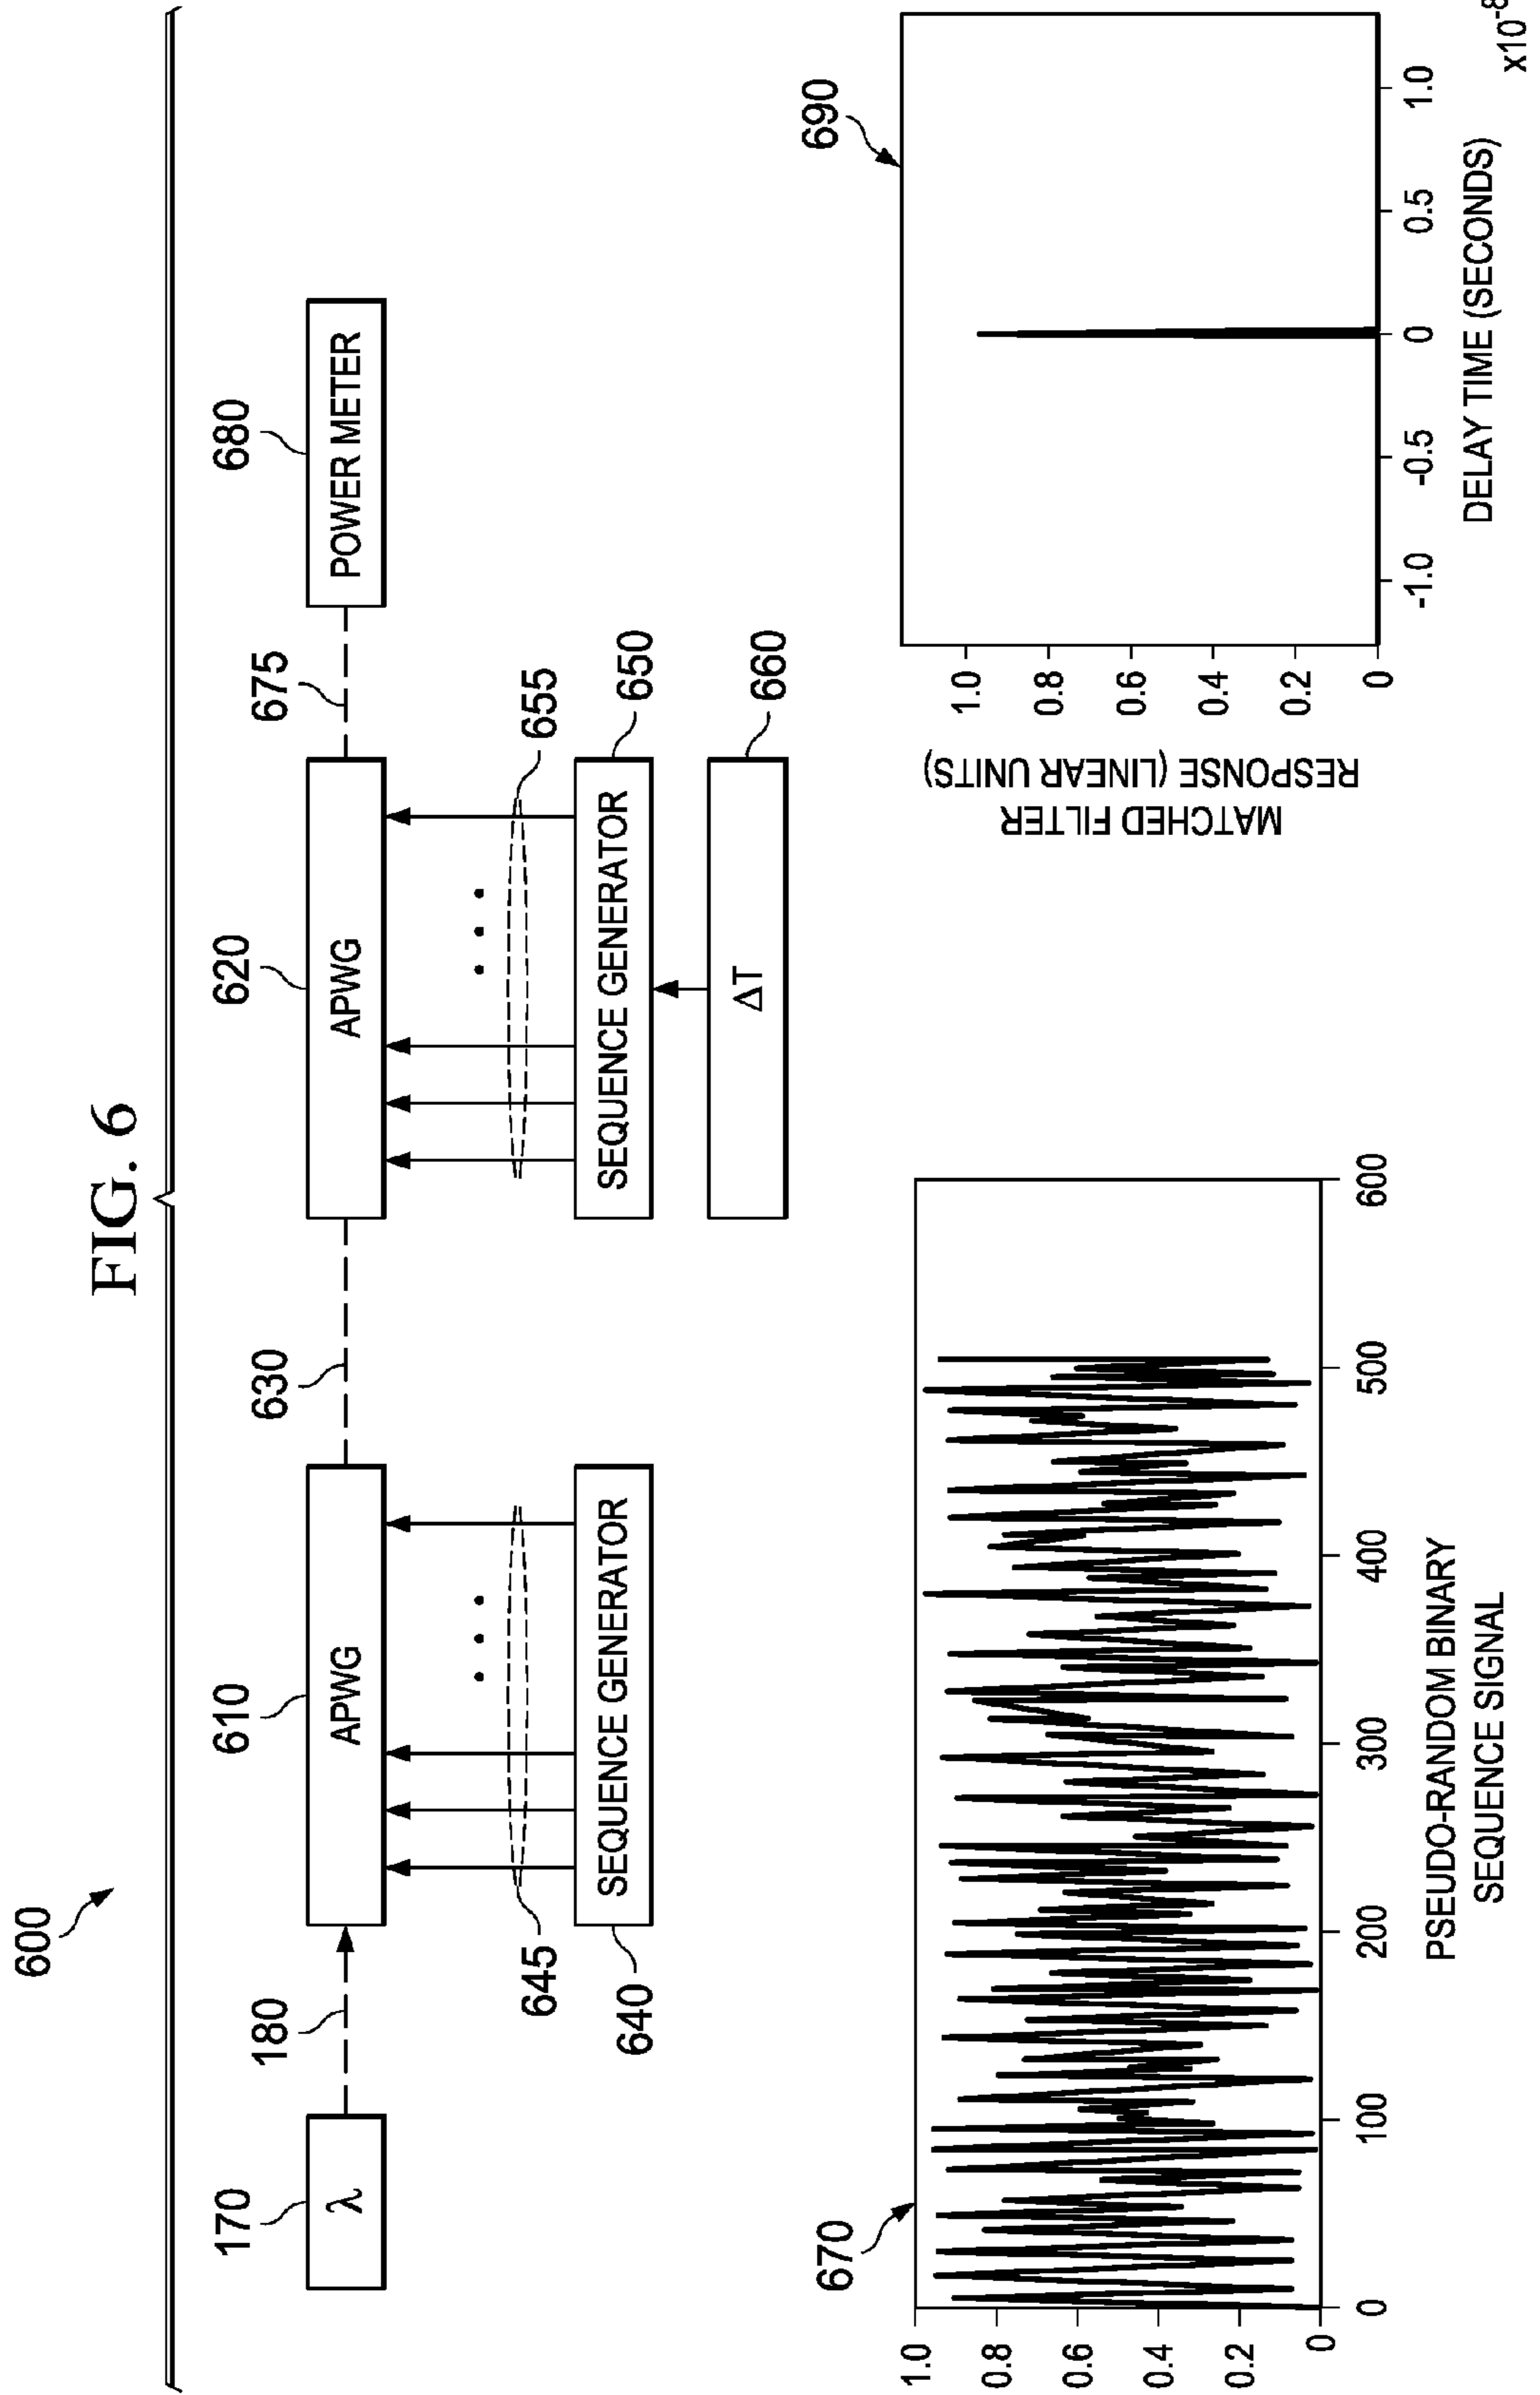 FIG. 6
600
170
λ
180
610
APWG
630
620
APWG
675
680
POWER METER
645
655
640
SEQUENCE GENERATOR
SEQUENCE GENERATOR
650
ΔT
660
670
1.0
0.8
0.6
0.4
0.2
0
0
100
200
300
400
500
600
PSEUDO-RANDOM BINARY
SEQUENCE SIGNAL
690
MATCHED FILTER
RESPONSE (LINEAR UNITS)
1.0
0.8
0.6
0.4
0.2
0
-1.0
-0.5
0
0.5
1.0
DELAY TIME (SECONDS)
x10-8